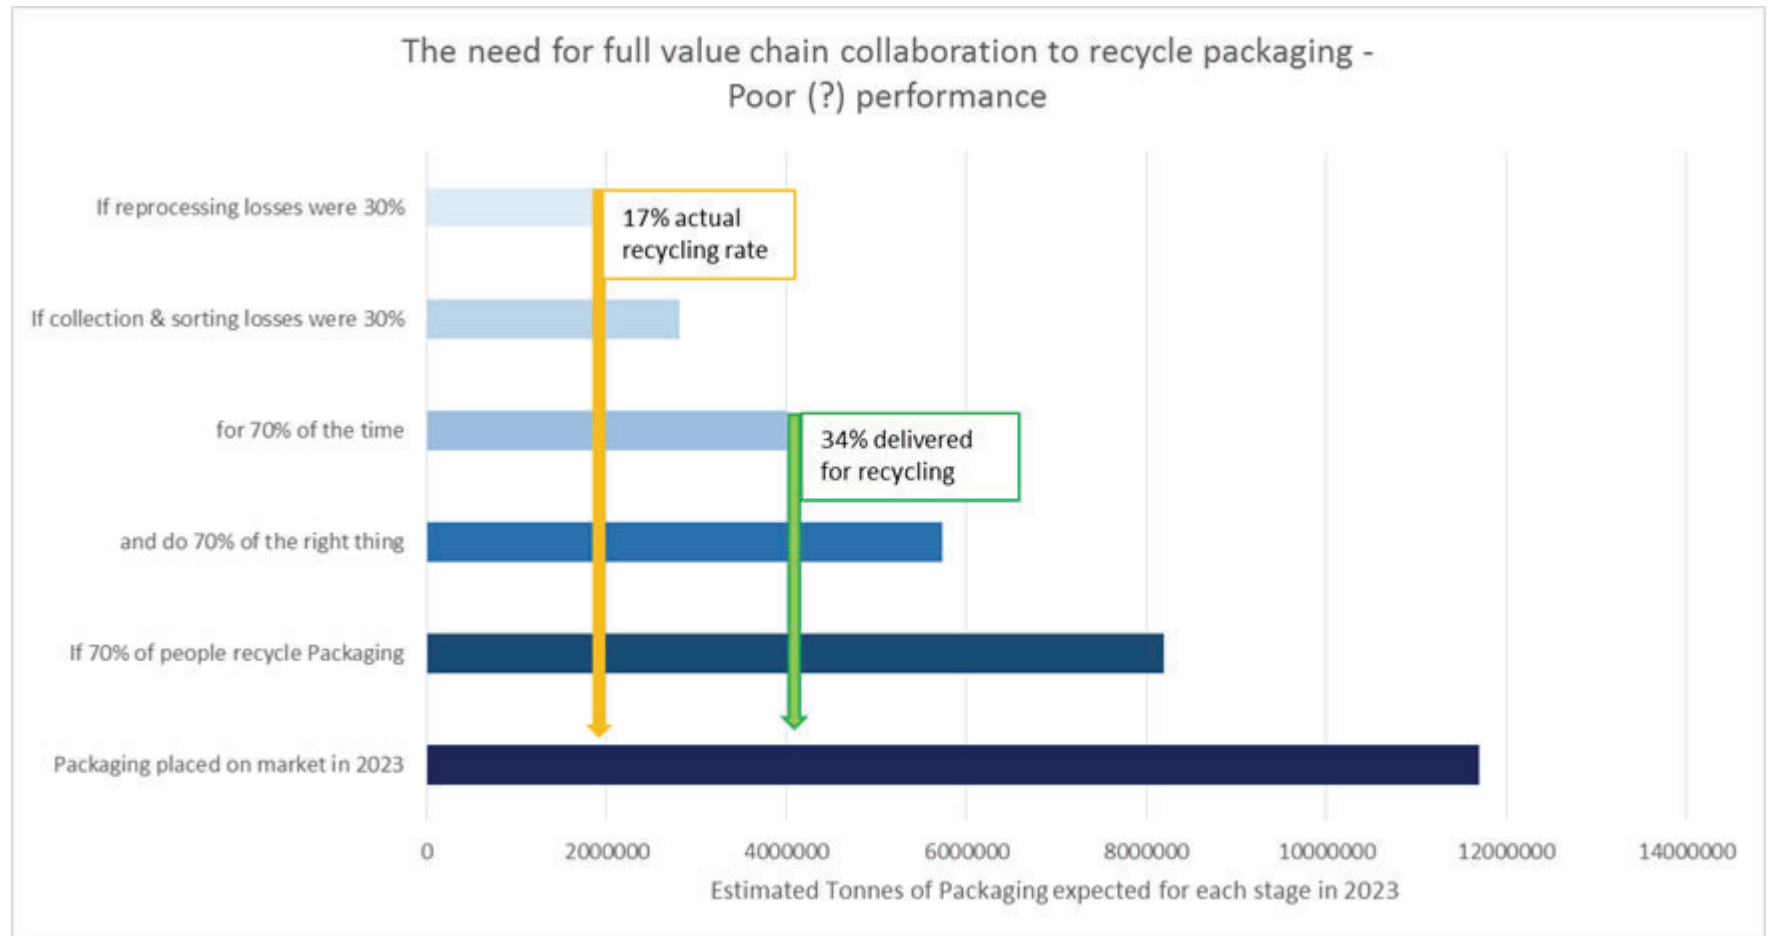 The need for full value chain collaboration to recycle packaging -
Poor (?) performance
If reprocessing losses were 30%
17% actual
recycling rate
If collection & sorting losses were 30%
for 70% of the time
34% delivered
for recycling
and do 70% of the right thing
If 70% of people recycle Packaging
Packaging placed on market in 2023
0 2000000 4000000 6000000 8000000 10000000 12000000 14000000
Estimated Tonnes of Packaging expected for each stage in 2023